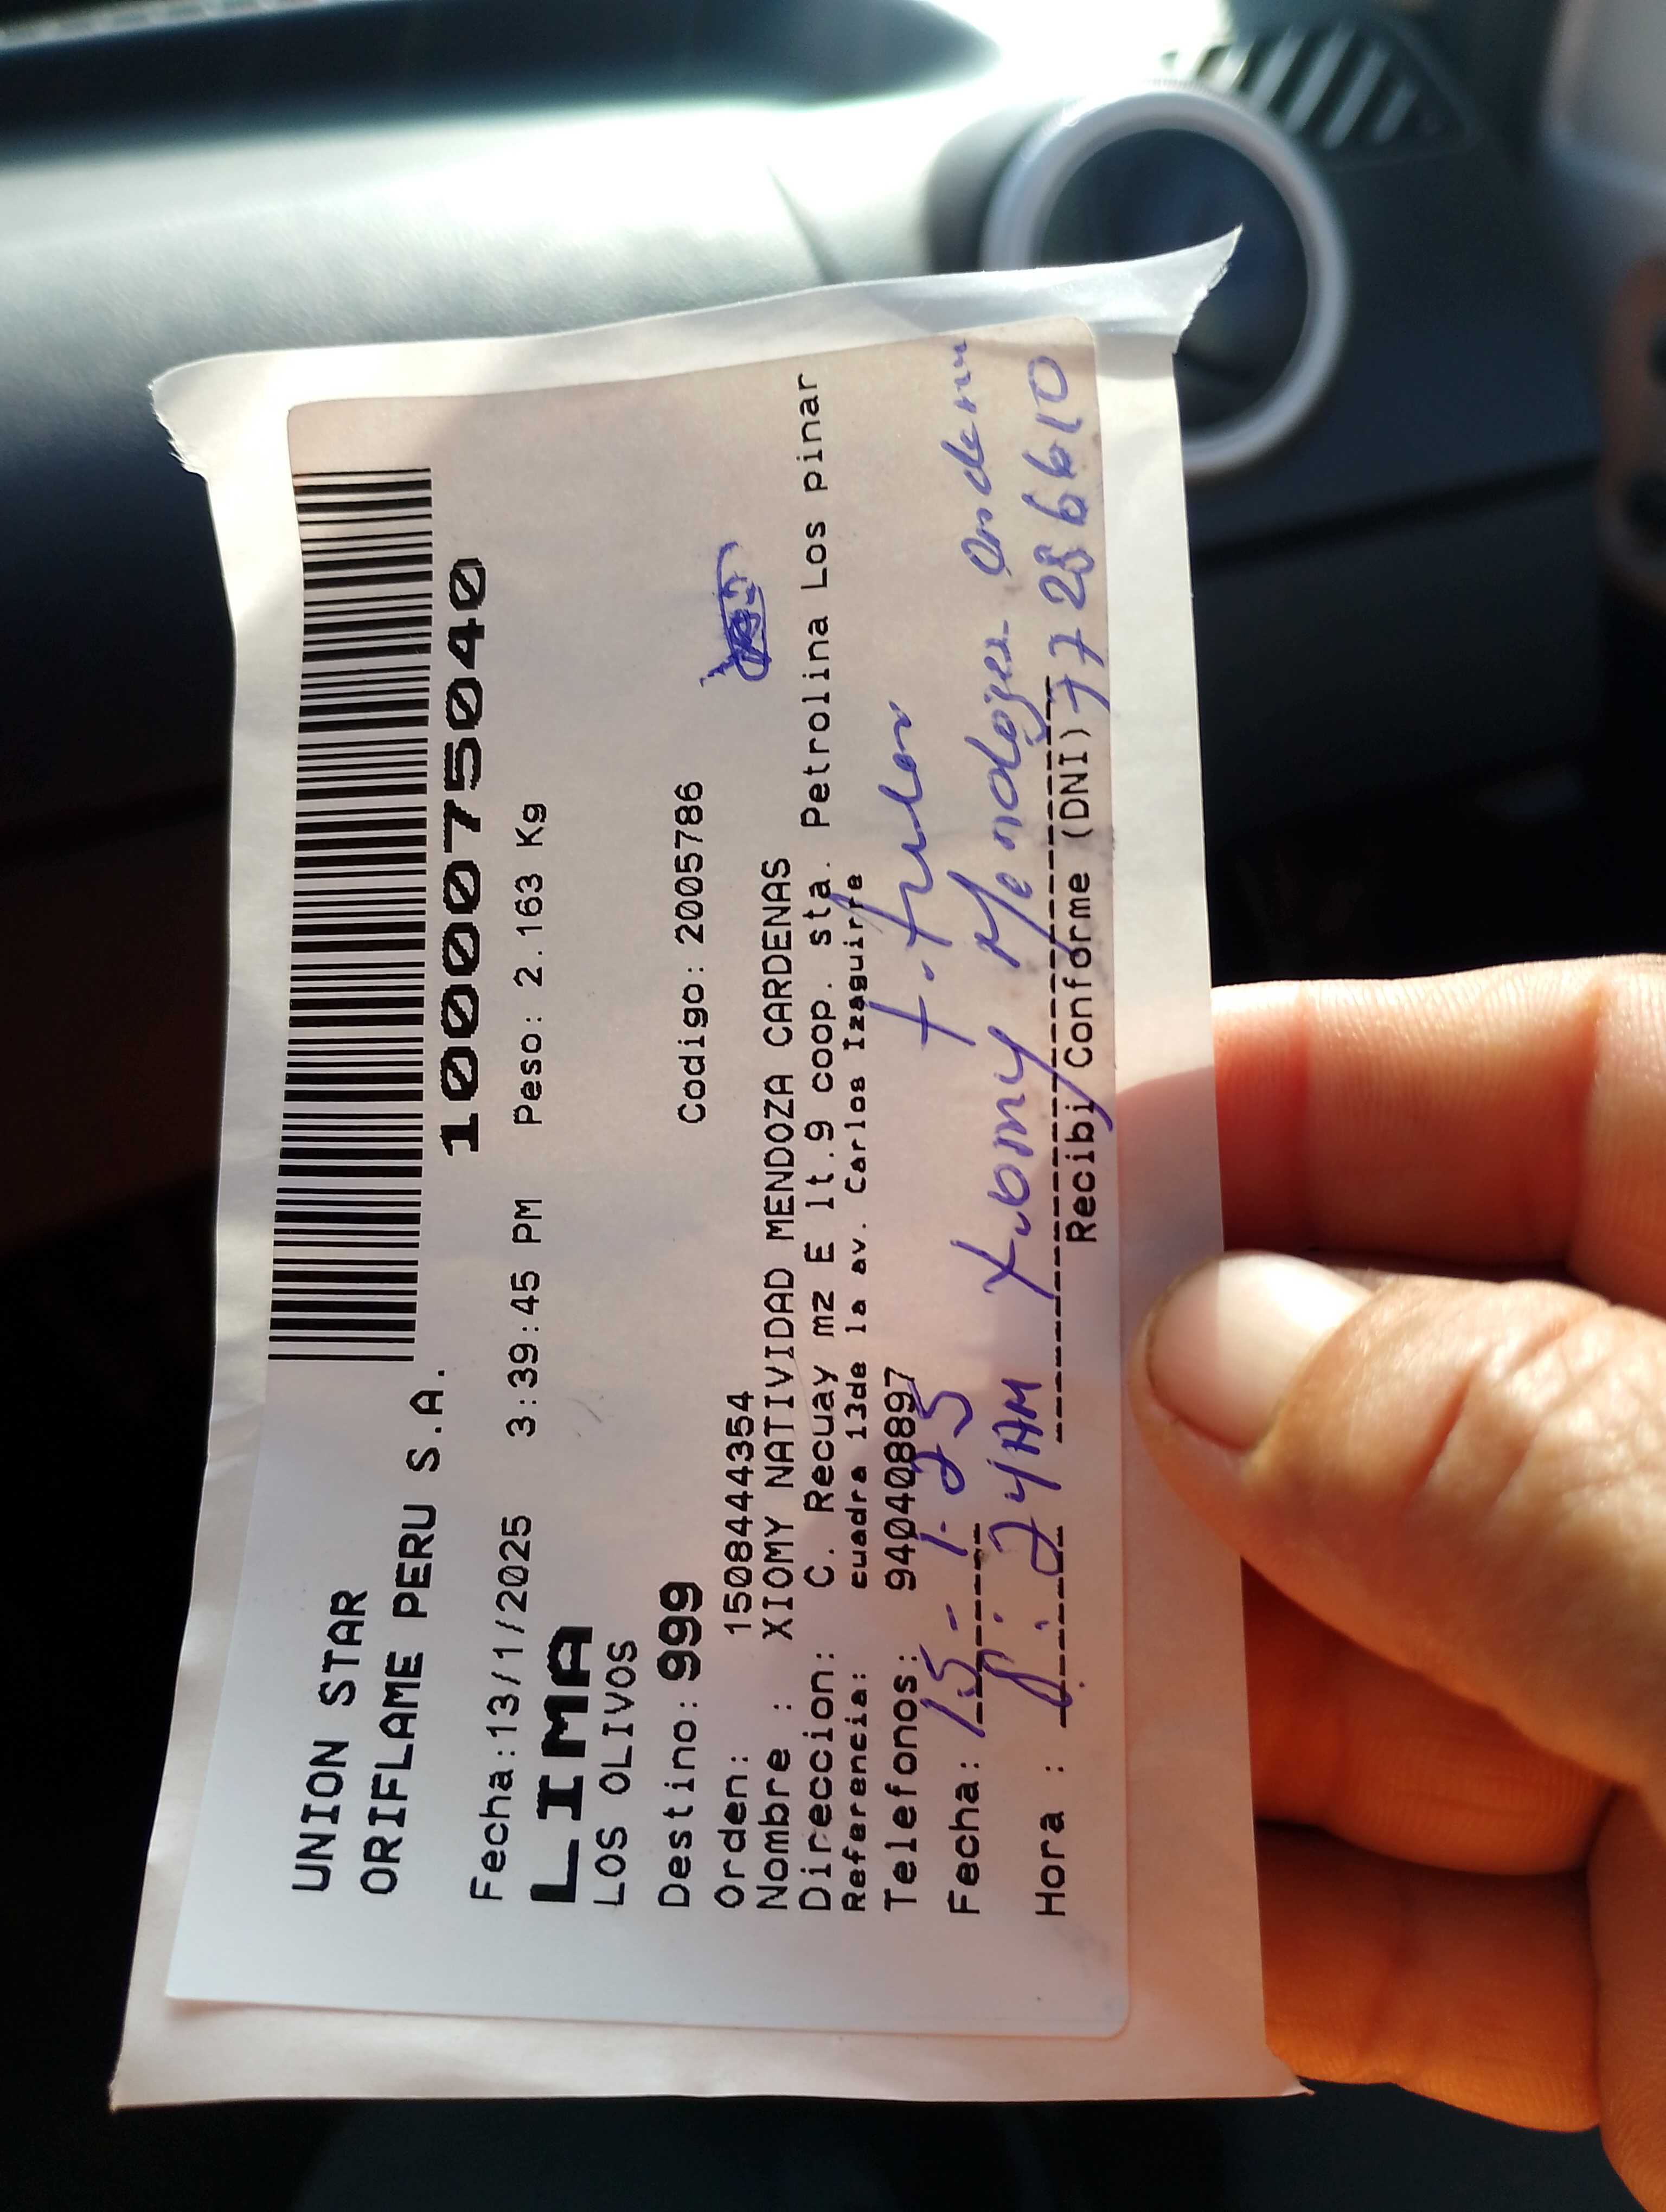 UNION STAR
ORIFLAME PERU S.A.
1000075040
Fecha:13/1/2025 3:39:45 PM Peso: 2.163 Kg
LIMA
LOS OLIVOS
Destino: 999 Codigo: 2005786
Orden: 1508444354
Nombre : XIOMY NATIVIDAD MENDOZA CARDENAS
Direccion: C. Recuay mz E lt.9 coop. sta. Petrolina Los pinar
Referencia: cuadra 13de la av. Carlos Izaguirre
Telefonos: 940408897
titular
Fecha: 15-1-25
Hora : 8:24AM Xiomy Mendoza
Recibi Conforme (DNI) 77286610